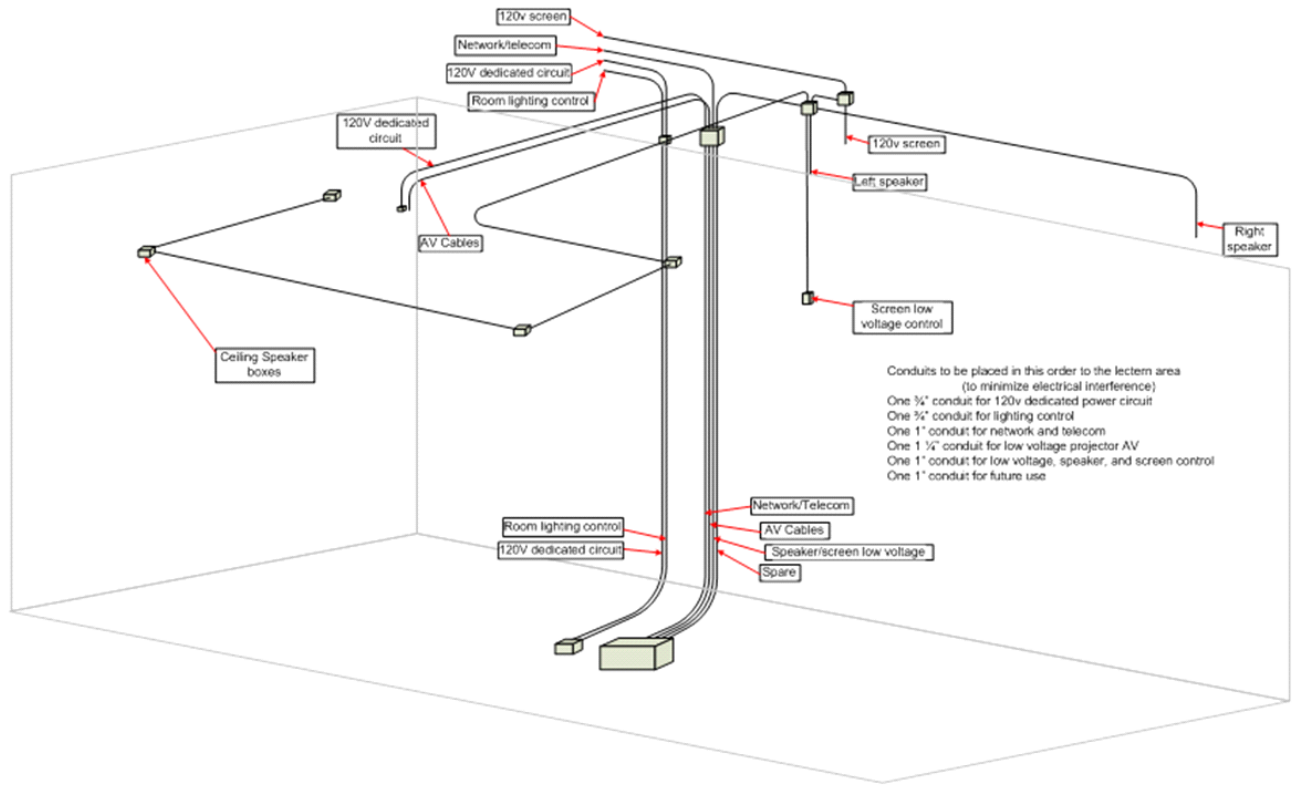 120v screen
Network/telecom
120V dedicated circuit
Room lighting control
120V dedicated
circuit
120v screen
Left speaker
AV Cables
Right
speaker
Screen low
voltage control
Ceiling Speaker
boxes
Conduits to be placed in this order to the lectern area
(to minimize electrical interference)
One ¾" conduit for 120v dedicated power circuit
One ¾" conduit for lighting control
One 1" conduit for network and telecom
One 1 ¼" conduit for low voltage projector AV
One 1" conduit for low voltage, speaker, and screen control
One 1" conduit for future use
Network/Telecom
Room lighting control
AV Cables
120V dedicated circuit
Speaker/screen low voltage
Spare